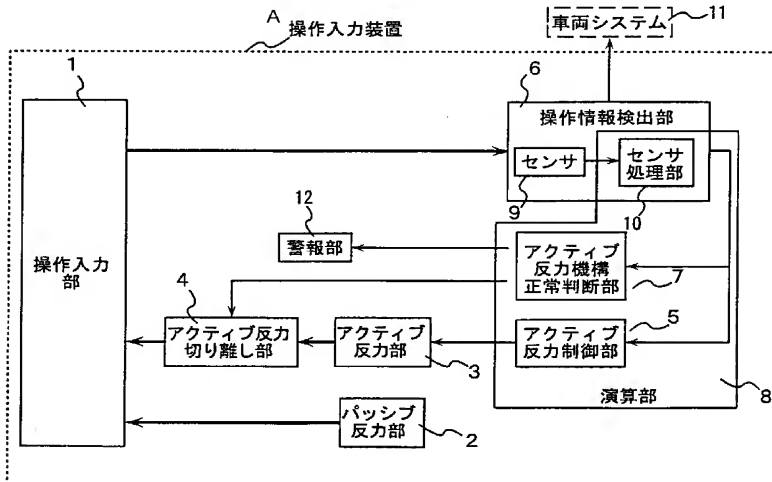 A
操作入力装置
車両システム
11
1
6
操作情報検出部
センサ
センサ
処理部
9
10
12
警報部
アクティブ
反力機構
正常判断部
7
操作入力
部
4
アクティブ反力
切り離し部
アクティブ
反力部
3
5
アクティブ
反力制御部
演算部
8
パッシブ
反力部
2